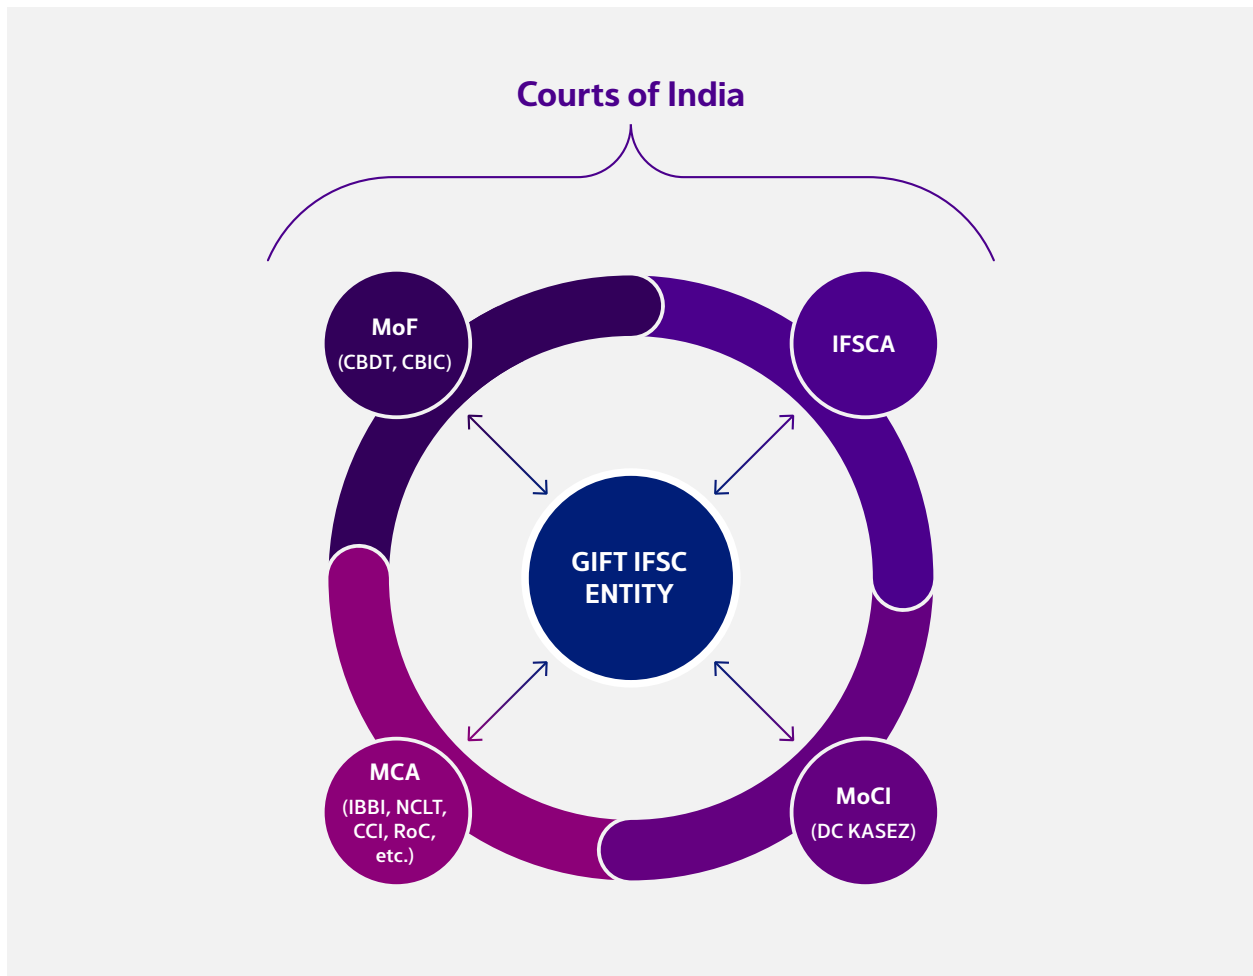 Courts of India
MoF
(CBDT, CBIC)
IFSCA
GIFT IFSC
ENTITY
MCA
(IBBI, NCLT,
CCI, RoC,
etc.)
MoCI
(DC KASEZ)